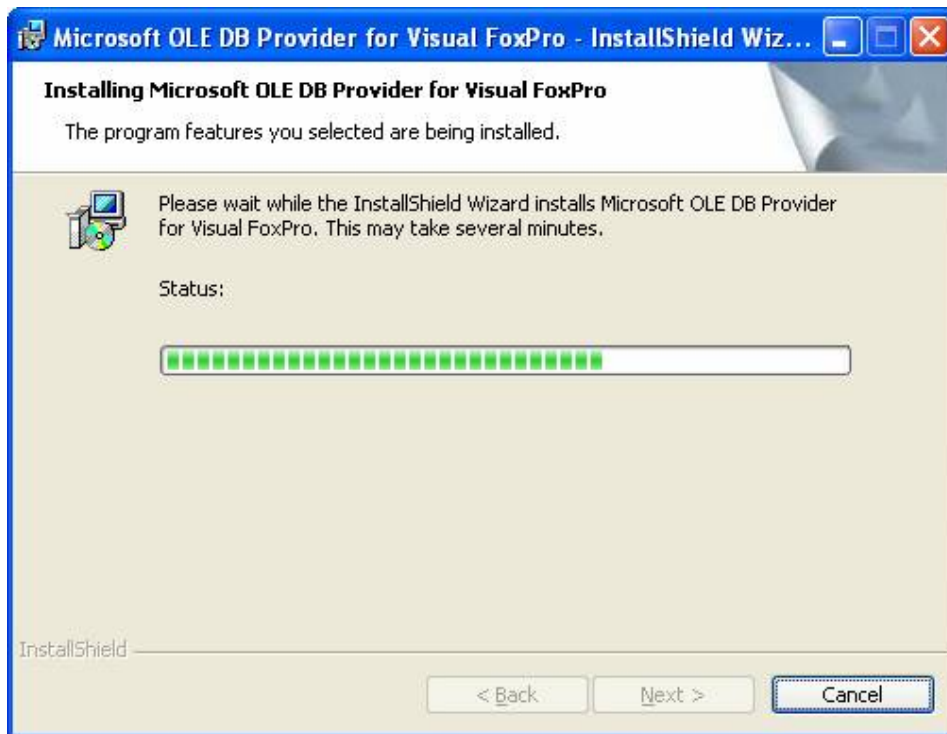 Microsoft OLE DB Provider for Visual FoxPro - InstallShield Wiz...
Installing Microsoft OLE DB Provider for Visual FoxPro
The program features you selected are being installed.
Please wait while the InstallShield Wizard installs Microsoft OLE DB Provider
for Visual FoxPro. This may take several minutes.
Status:
InstallShield
< Back
Next >
Cancel